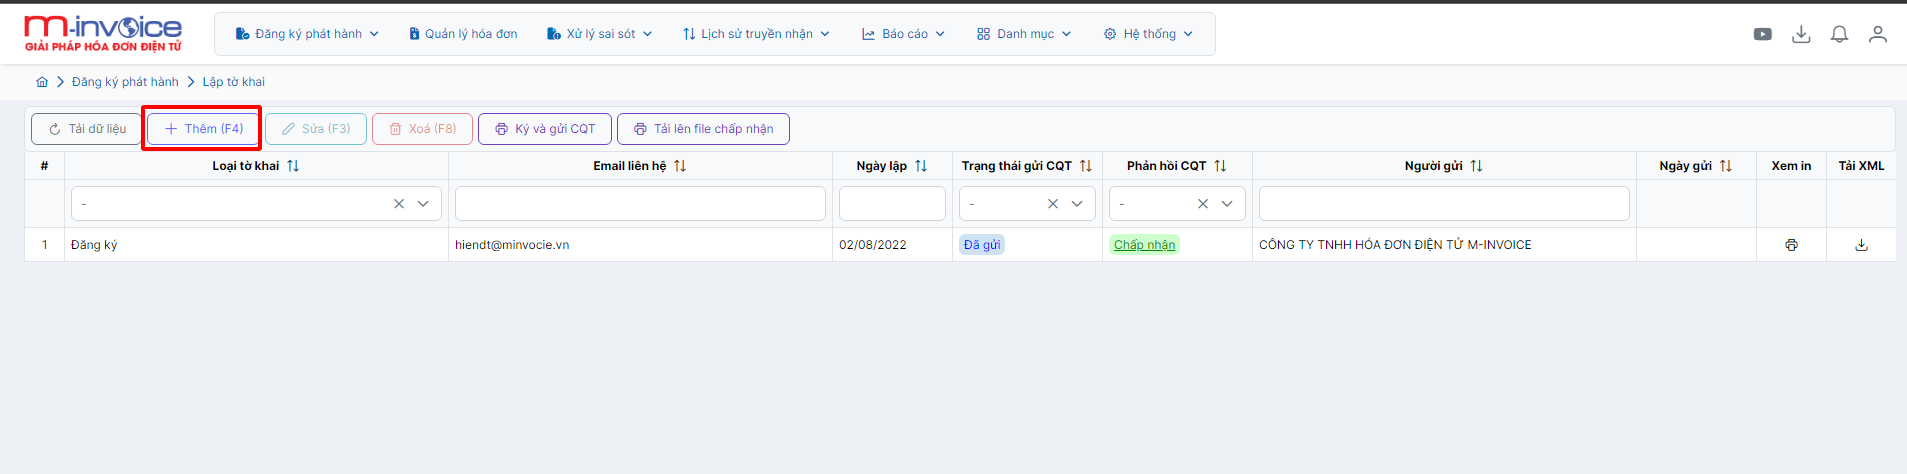 m-invoice
GIẢI PHÁP HÓA ĐƠN ĐIỆN TỬ
Đăng ký phát hành
Quản lý hóa đơn
Xử lý sai sót
Lịch sử truyền nhận
Báo cáo
Danh mục
Hệ thống
Đăng ký phát hành > Lập tờ khai
Tải dữ liệu
Thêm (F4)
Sửa (F3)
Xoá (F8)
Ký và gửi CQT
Tải lên file chấp nhận
# Loại tờ khai Email liên hệ Ngày lập Trạng thái gửi CQT Phản hồi CQT Người gửi Ngày gửi Xem in Tải XML
- - -
1 Đăng ký hiendt@minvocie.vn 02/08/2022 Đã gửi Chấp nhận CÔNG TY TNHH HÓA ĐƠN ĐIỆN TỬ M-INVOICE